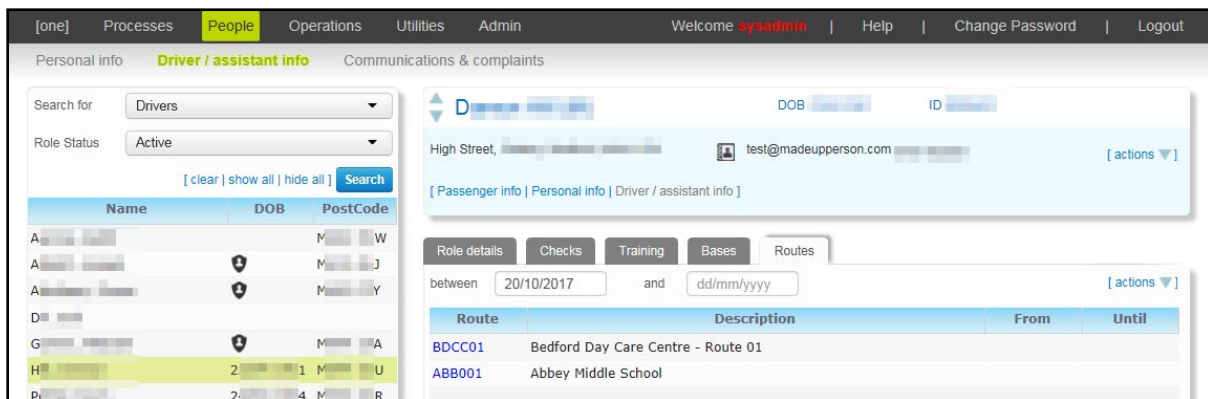 [one] Processes People Operations Utilities Admin Welcome sysadmin | Help | Change Password | Logout
Personal info Driver / assistant info Communications & complaints
Search for Drivers
Role Status Active
[ clear | show all | hide all ] Search
Name DOB PostCode
A M W
A M J
A M Y
D
G M A
H 2 1 M U
P 2 4 M R
D DOB ID
High Street, test@madeupperson.com [ actions ]
[ Passenger info | Personal info | Driver / assistant info ]
Role details Checks Training Bases Routes
between 20/10/2017 and dd/mm/yyyy [ actions ]
Route Description From Until
BDCC01 Bedford Day Care Centre - Route 01
ABB001 Abbey Middle School